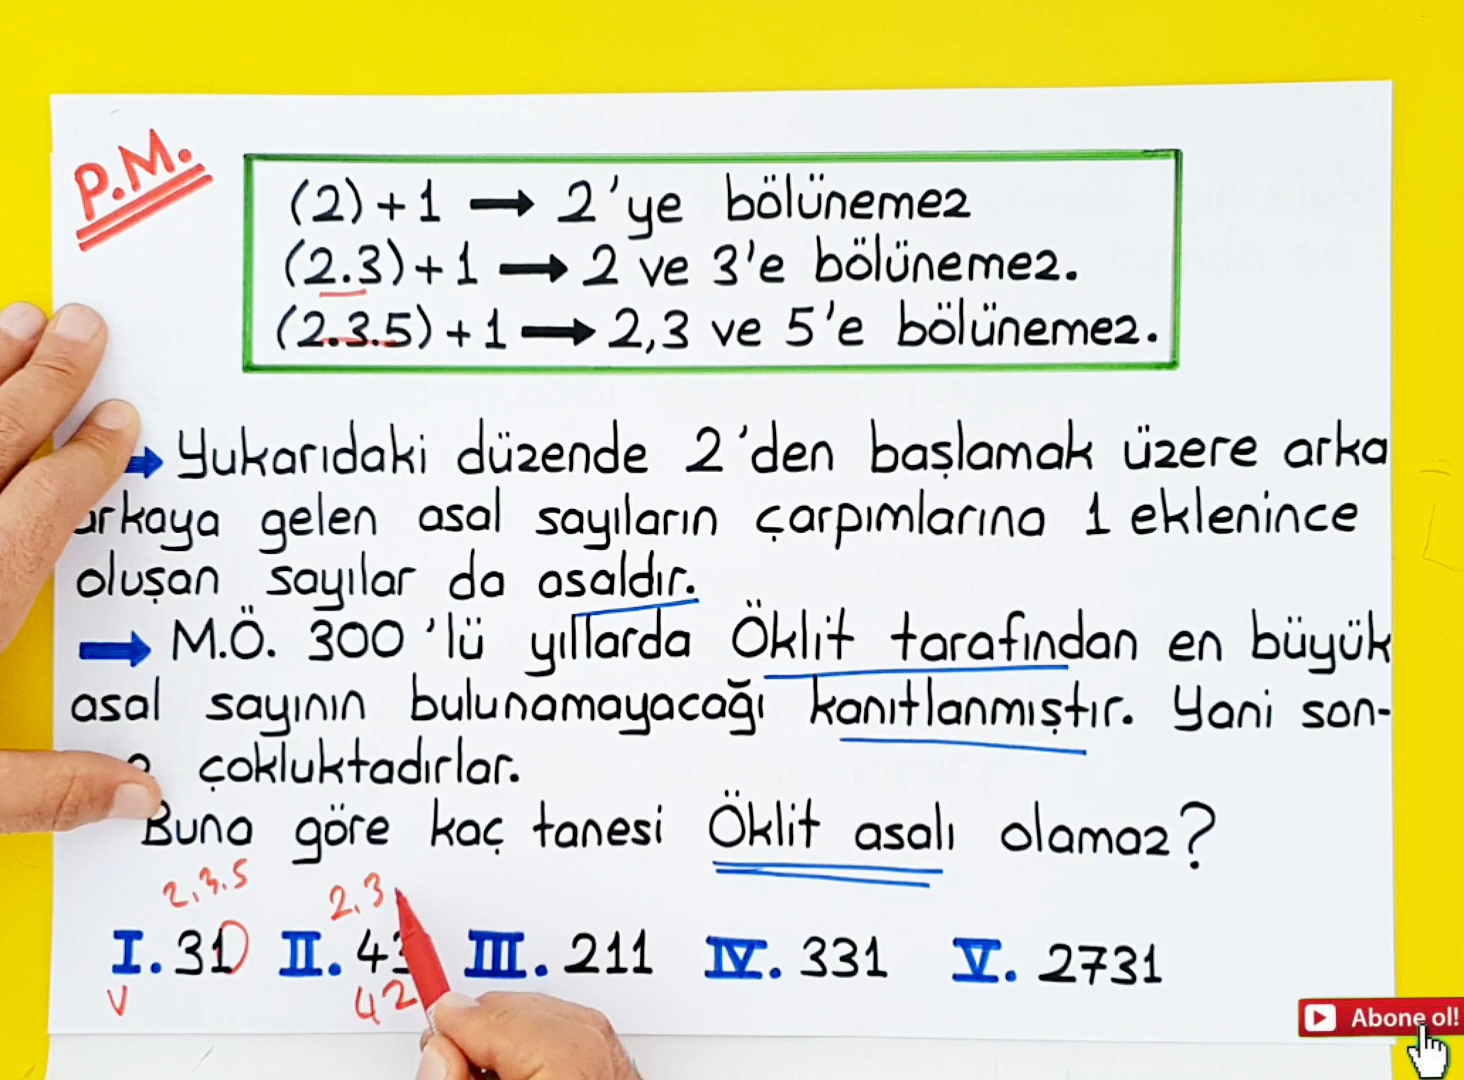 P.M.
(2)+1 → 2'ye bölünemez
(2.3)+1 → 2 ve 3'e bölünemez.
(2.3.5)+1 → 2,3 ve 5'e bölünemez.
→ Yukarıdaki düzende 2'den başlamak üzere arka
arkaya gelen asal sayıların çarpımlarına 1 eklenince
oluşan sayılar da asaldır.
→ M.Ö. 300'lü yıllarda Öklit tarafından en büyük
asal sayının bulunamayacağı kanıtlanmıştır. Yani son-
çokluktadırlar.
Buna göre kaç tanesi Öklit asalı olamaz?
2,3,5 2,3
I. 31 II. III. 211 IV. 331 V. 2731
V 42
Abone ol!